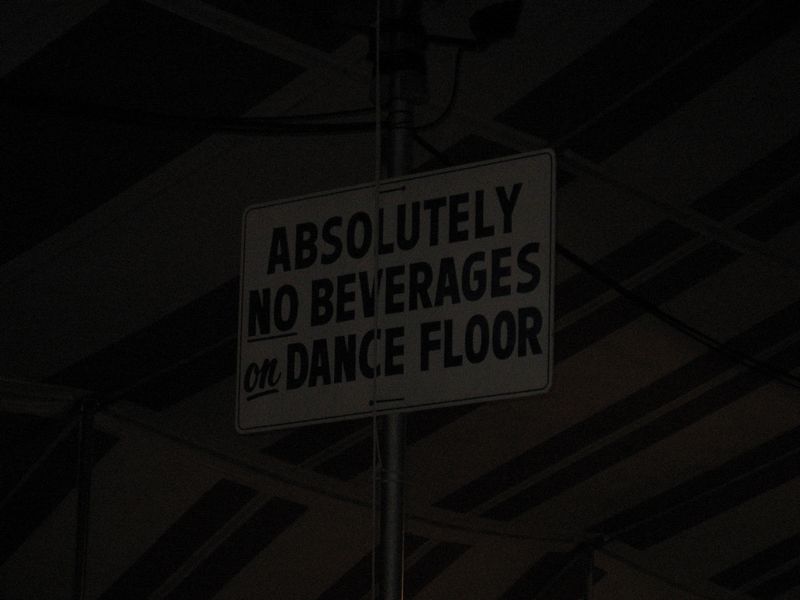 ABSOLUTELY
NO BEVERAGES
on DANCE FLOOR